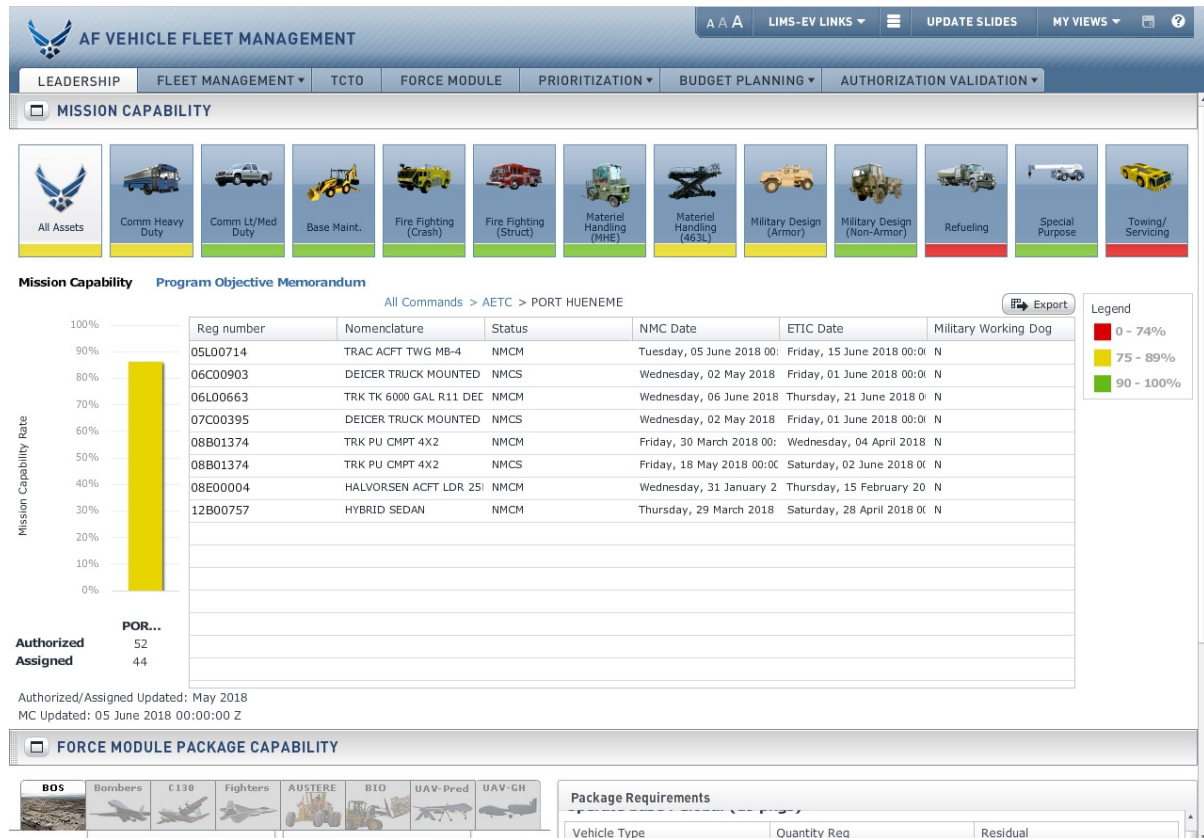 A A A LIMS-EV LINKS UPDATE SLIDES MY VIEWS ?
AF VEHICLE FLEET MANAGEMENT
LEADERSHIP FLEET MANAGEMENT TCTO FORCE MODULE PRIORITIZATION BUDGET PLANNING AUTHORIZATION VALIDATION
MISSION CAPABILITY
All Assets
Comm Heavy
Duty
Comm Lt/Med
Duty
Base Maint.
Fire Fighting
(Crash)
Fire Fighting
(Struct)
Materiel
Handling
(MHE)
Materiel
Handling
(463L)
Military Design
(Armor)
Military Design
(Non-Armor)
Refueling
Special
Purpose
Towing/
Servicing
Mission Capability Program Objective Memorandum
All Commands > AETC > PORT HUENEME
Export
Legend
0 - 74%
75 - 89%
90 - 100%
Mission Capability Rate
100%
90%
80%
70%
60%
50%
40%
30%
20%
10%
0%
POR...
Authorized 52
Assigned 44
Reg number Nomenclature Status NMC Date ETIC Date Military Working Dog
05L00714 TRAC ACFT TWG MB-4 NMCM Tuesday, 05 June 2018 00: Friday, 15 June 2018 00:0 N
06C00903 DEICER TRUCK MOUNTED NMCS Wednesday, 02 May 2018 Friday, 01 June 2018 00:0 N
06L00663 TRK TK 6000 GAL R11 DED NMCM Wednesday, 06 June 2018 Thursday, 21 June 2018 0 N
07C00395 DEICER TRUCK MOUNTED NMCS Wednesday, 02 May 2018 Friday, 01 June 2018 00:0 N
08B01374 TRK PU CMPT 4X2 NMCM Friday, 30 March 2018 00: Wednesday, 04 April 2018 N
08B01374 TRK PU CMPT 4X2 NMCS Friday, 18 May 2018 00:0 Saturday, 02 June 2018 0 N
08E00004 HALVORSEN ACFT LDR 25 NMCM Wednesday, 31 January 2 Thursday, 15 February 20 N
12B00757 HYBRID SEDAN NMCM Thursday, 29 March 2018 Saturday, 28 April 2018 0 N
Authorized/Assigned Updated: May 2018
MC Updated: 05 June 2018 00:00:00 Z
FORCE MODULE PACKAGE CAPABILITY
BOS Bombers C130 Fighters AUSTERE BIO UAV-Pred UAV-GH
Package Requirements
Vehicle Type Quantity Req Residual